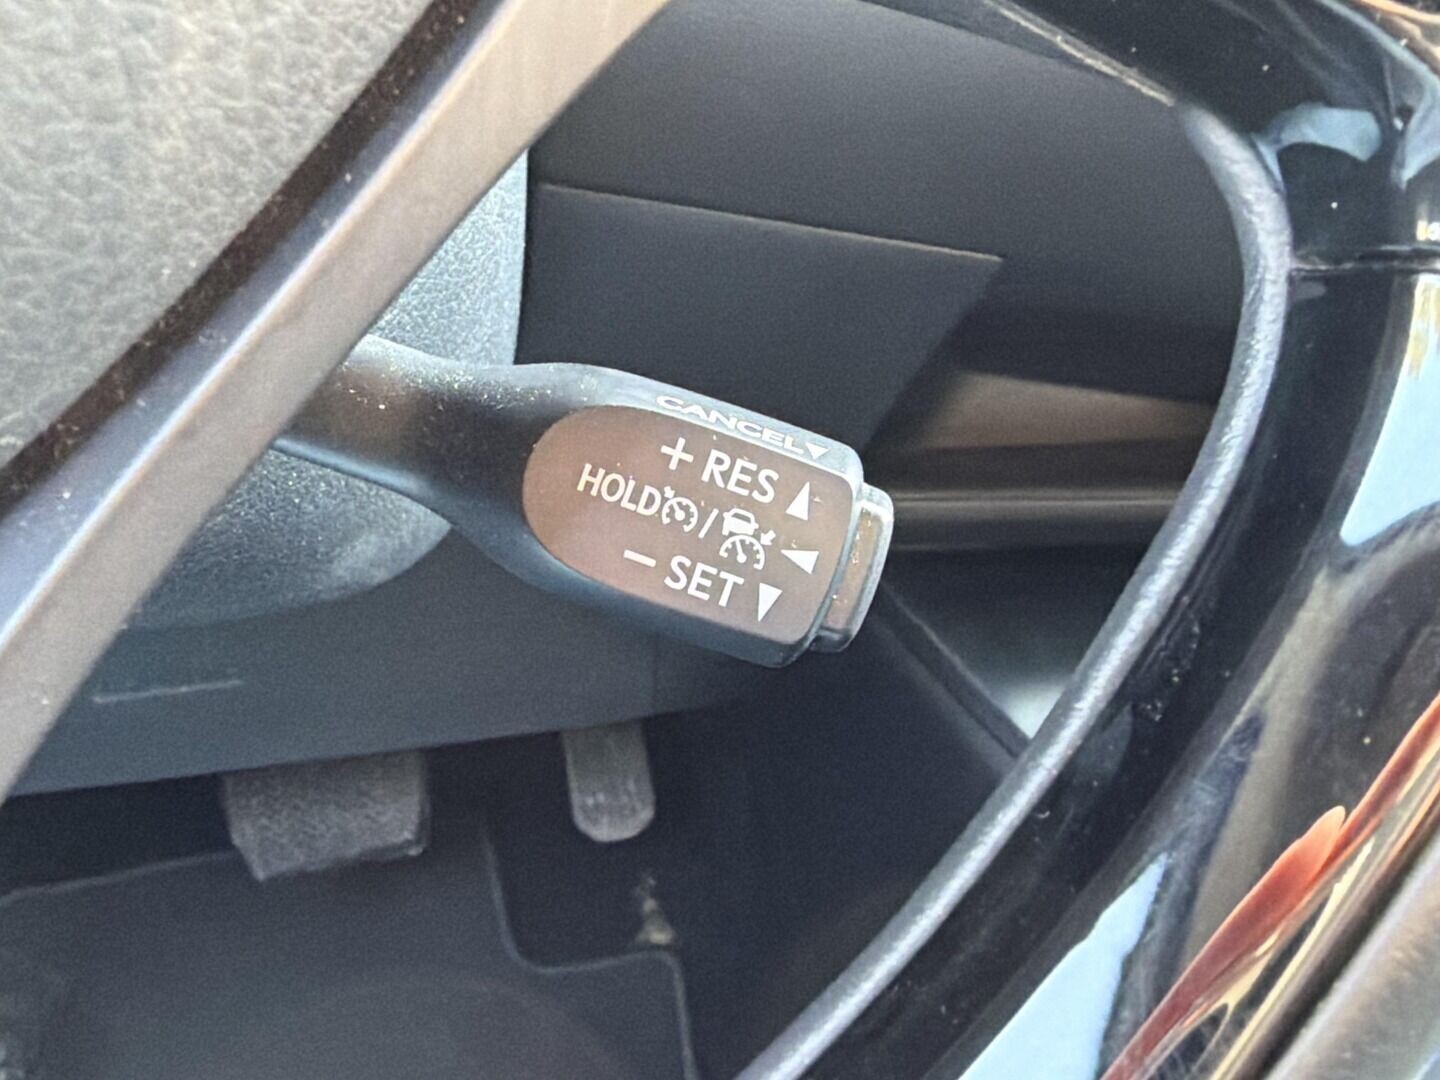 CANCEL▼
+ RES ▲
HOLD / ◀
− SET ▼